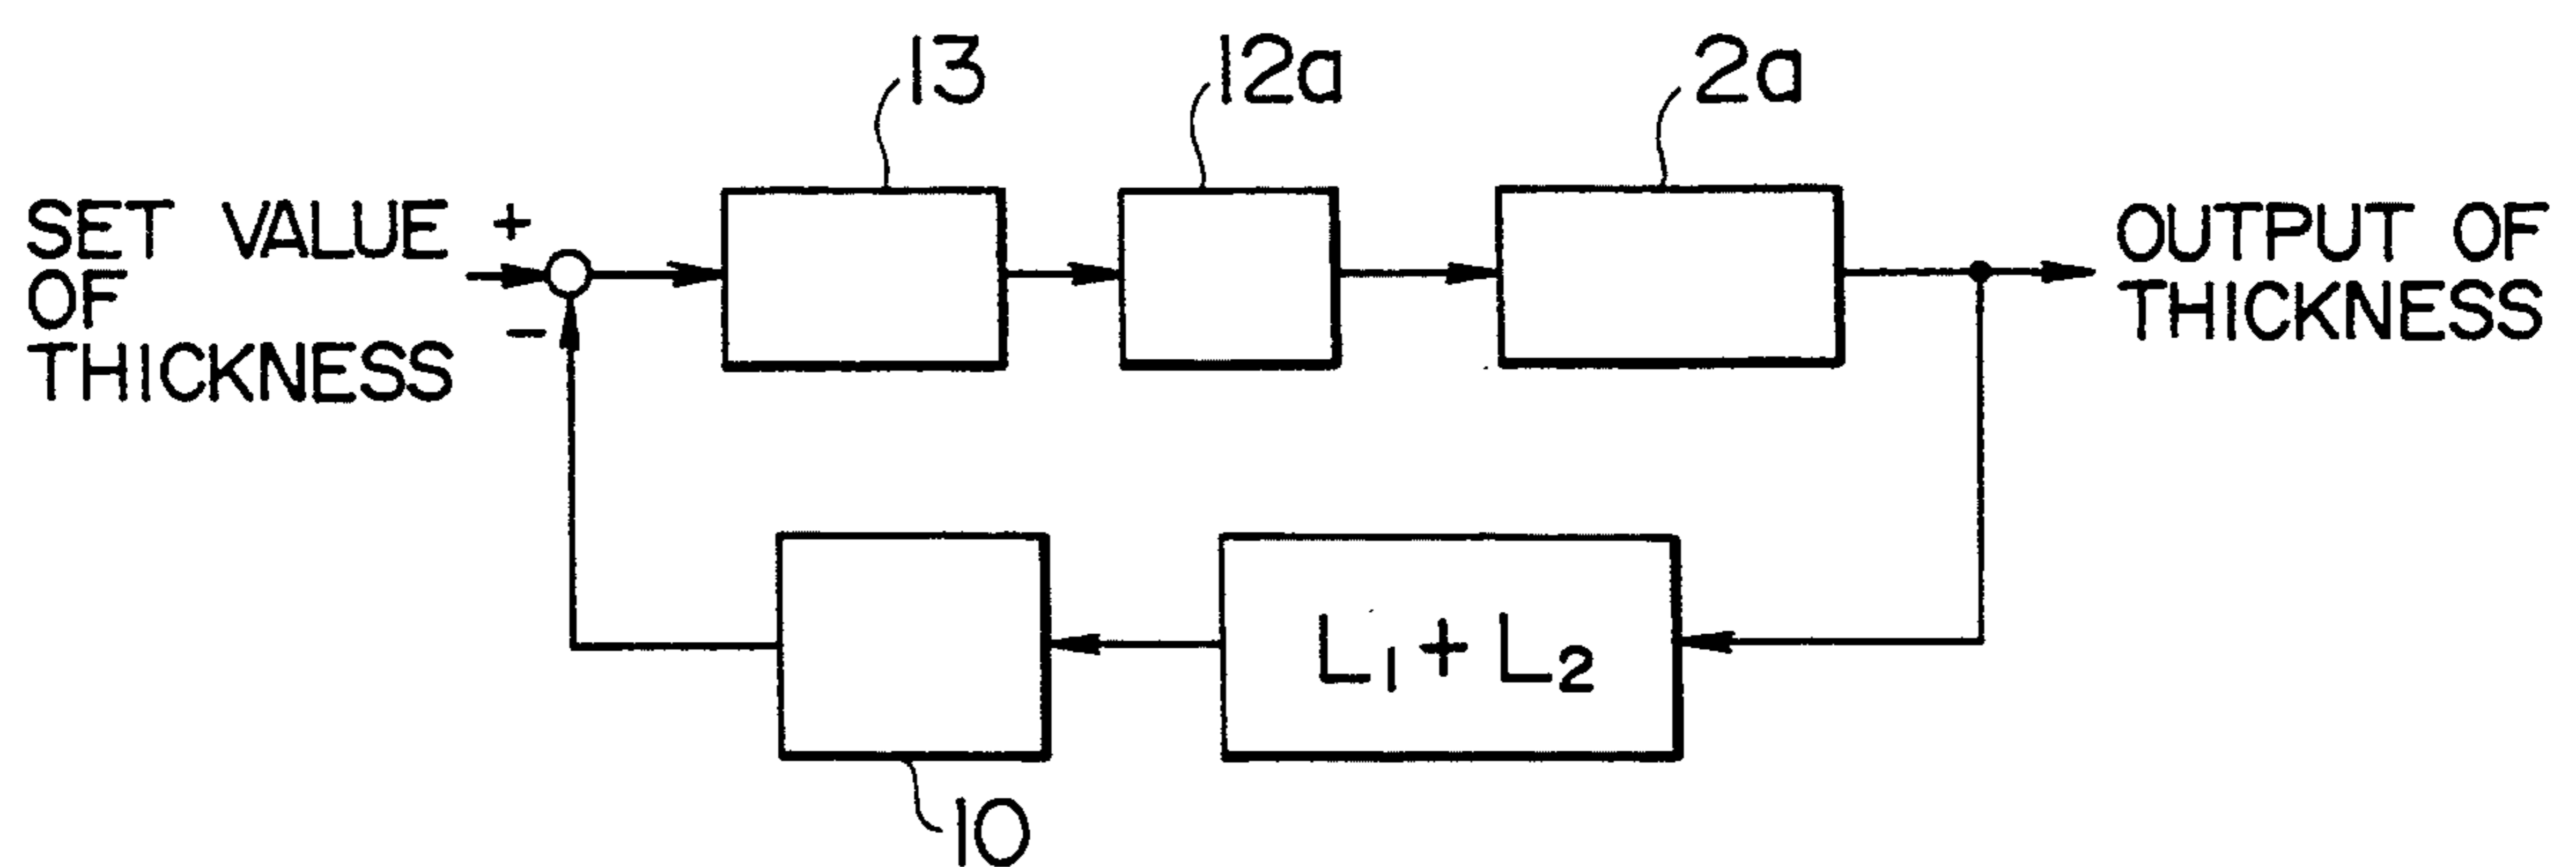 13
12a
2a
SET VALUE
OF
THICKNESS
+
−
OUTPUT OF
THICKNESS
L₁ + L₂
10